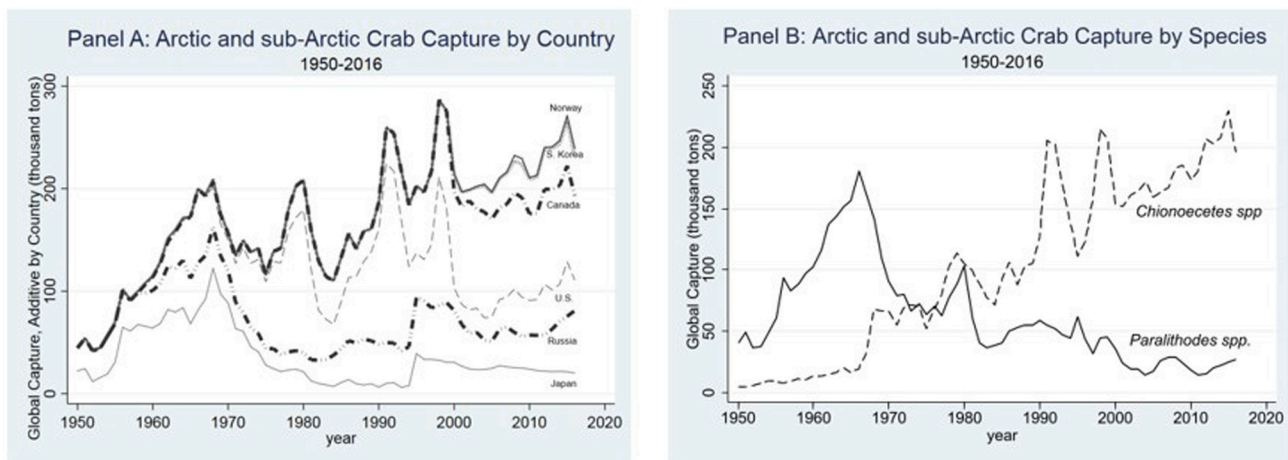 Panel A: Arctic and sub-Arctic Crab Capture by Country
1950-2016
Global Capture, Additive by Country (thousand tons)
300
200
100
0
Norway
S. Korea
Canada
U.S.
Russia
Japan
1950 1960 1970 1980 1990 2000 2010 2020
year
Panel B: Arctic and sub-Arctic Crab Capture by Species
1950-2016
Global Capture (thousand tons)
250
200
150
100
50
0
Chionoecetes spp
Paralithodes spp.
1950 1960 1970 1980 1990 2000 2010 2020
year